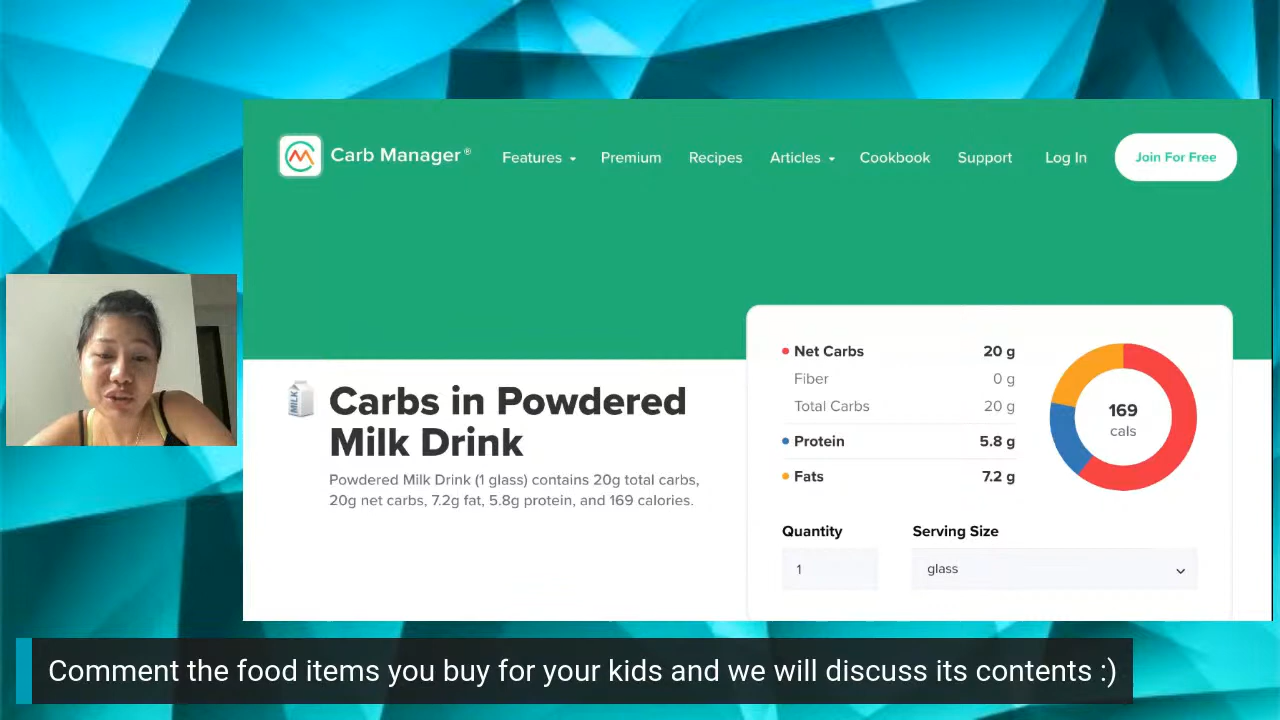 Carb Manager®
Features
Premium
Recipes
Articles
Cookbook
Support
Log In
Join For Free
MILK
Carbs in Powdered
Milk Drink
Powdered Milk Drink (1 glass) contains 20g total carbs,
20g net carbs, 7.2g fat, 5.8g protein, and 169 calories.
Net Carbs 20 g
Fiber 0 g
Total Carbs 20 g
Protein 5.8 g
Fats 7.2 g
169
cals
Quantity
Serving Size
1
glass
Comment the food items you buy for your kids and we will discuss its contents :)